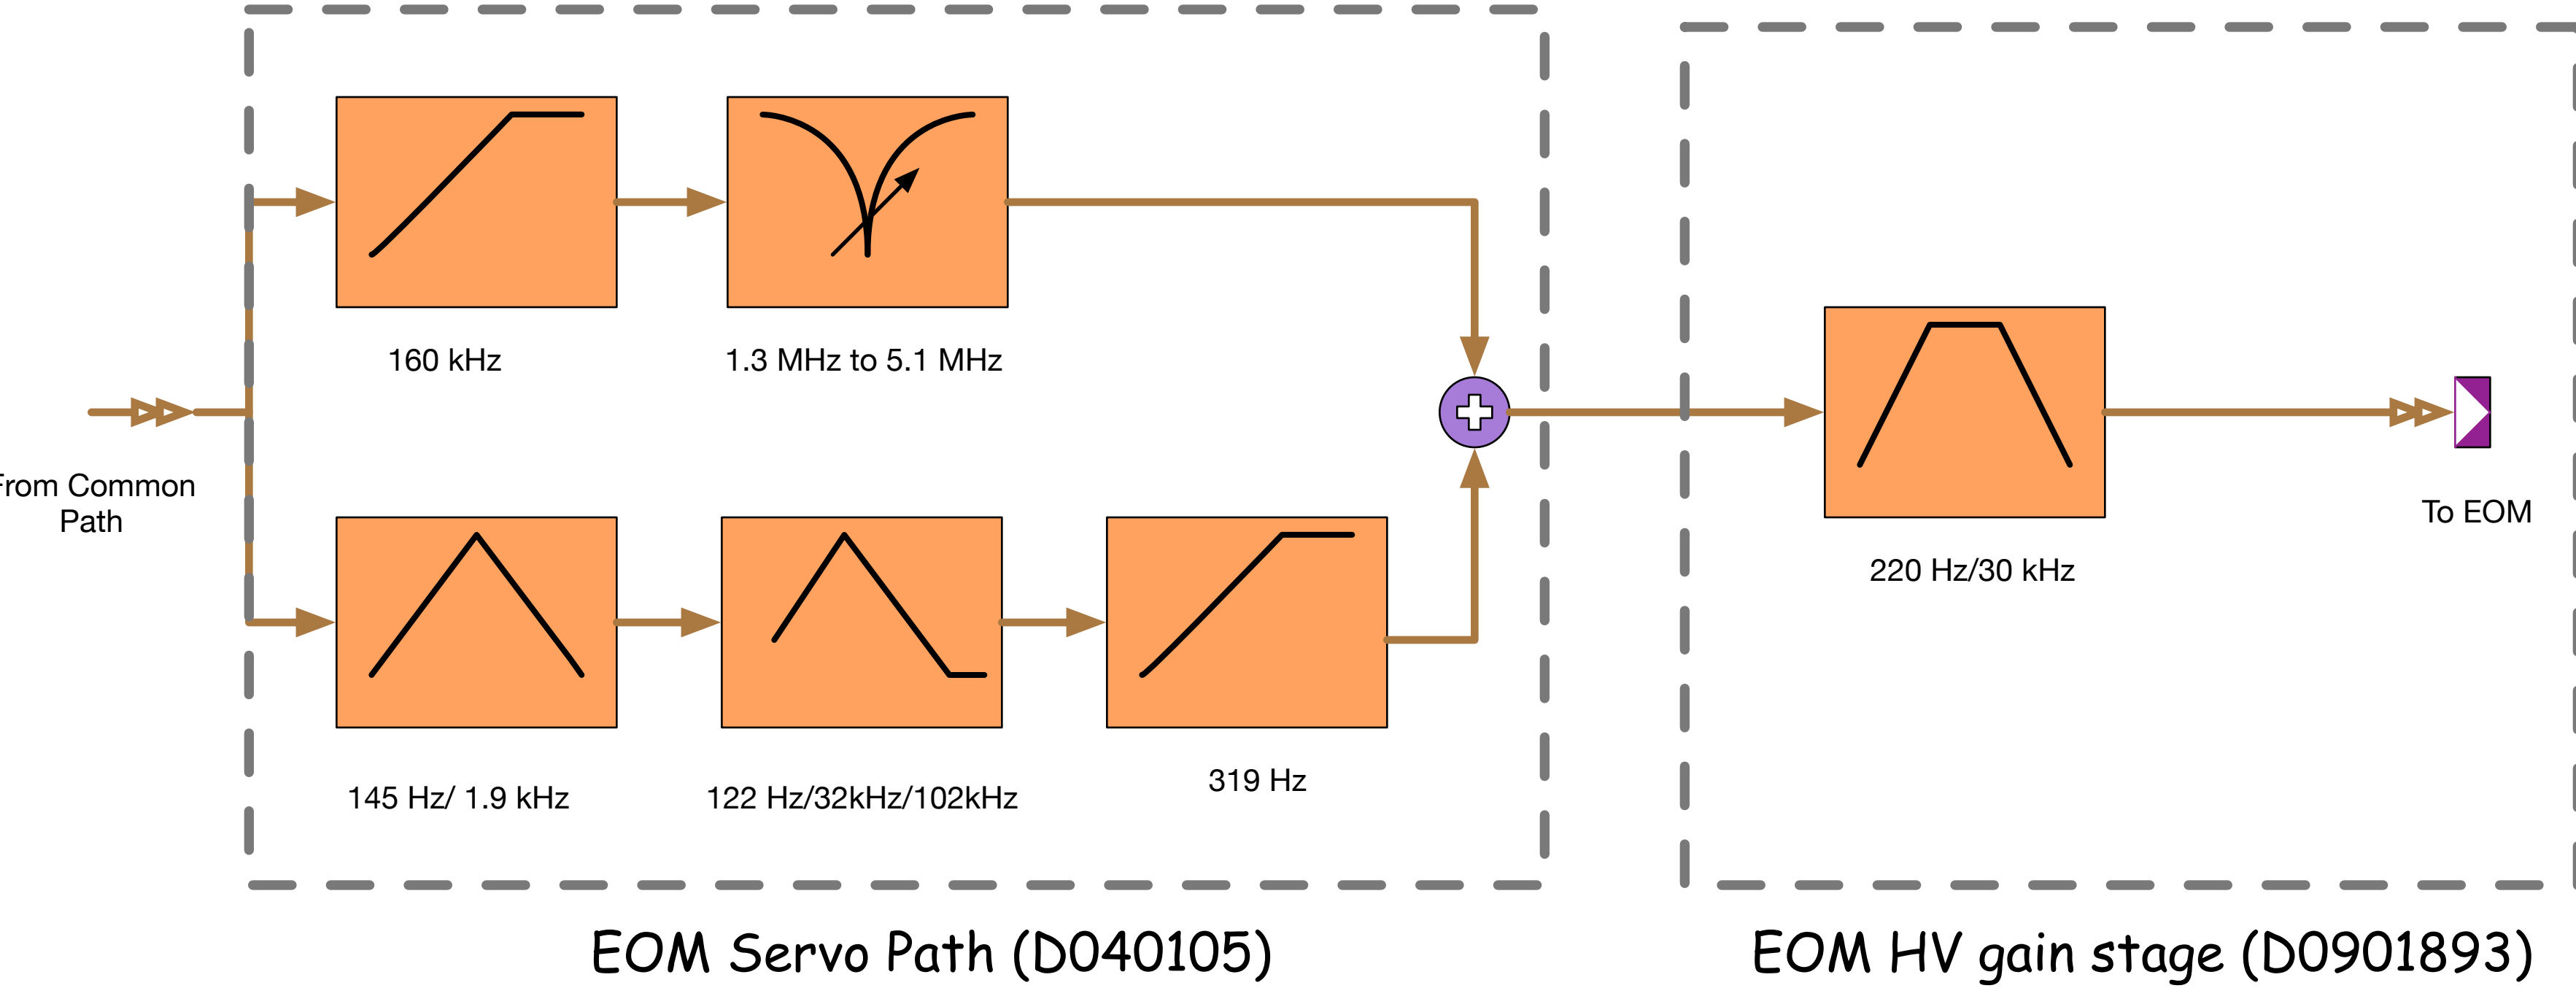 160 kHz
1.3 MHz to 5.1 MHz
From Common
Path
To EOM
220 Hz/30 kHz
145 Hz/ 1.9 kHz
122 Hz/32kHz/102kHz
319 Hz
EOM Servo Path (D040105)
EOM HV gain stage (D0901893)